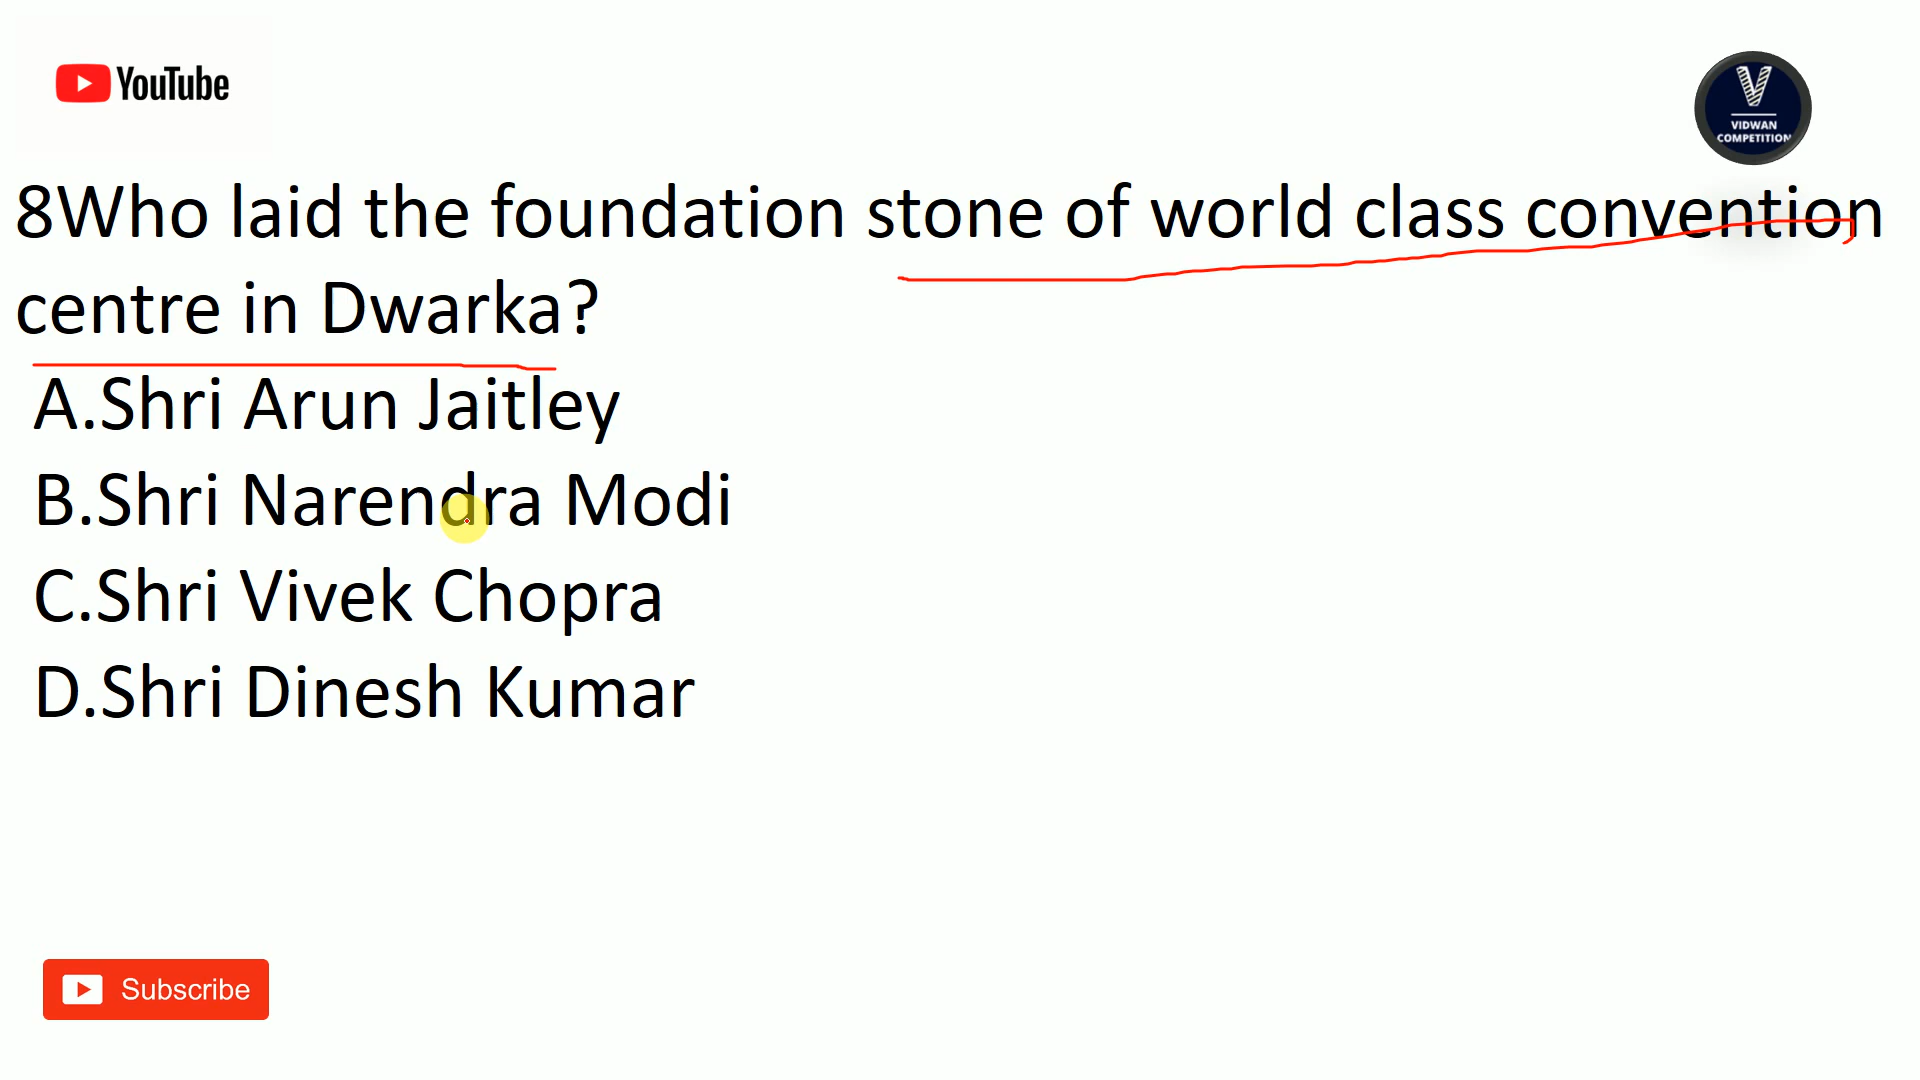 YouTube
V
VIDWAN
COMPETITION
8Who laid the foundation stone of world class convention
centre in Dwarka?
A.Shri Arun Jaitley
B.Shri Narendra Modi
C.Shri Vivek Chopra
D.Shri Dinesh Kumar
Subscribe